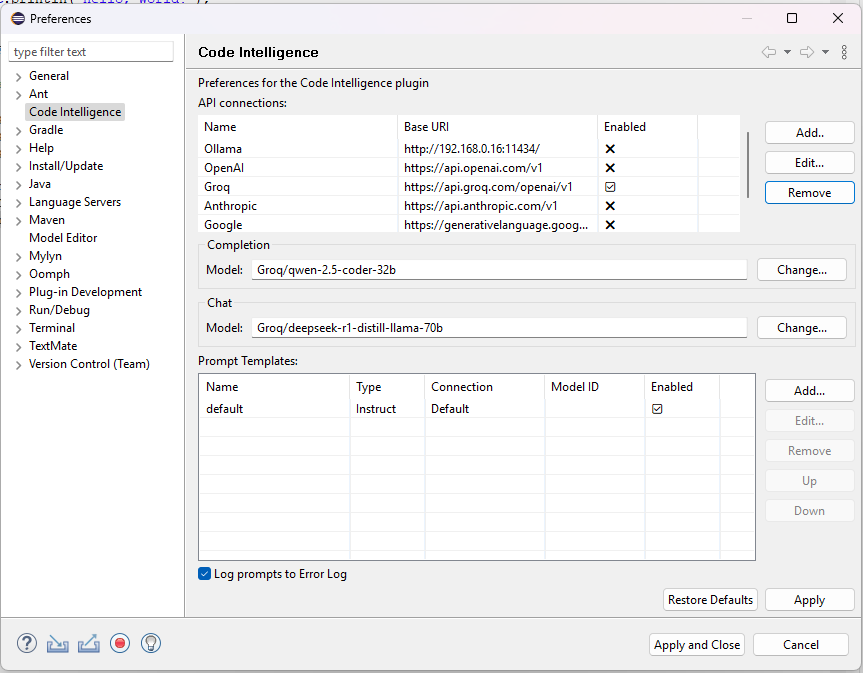 Preferences
type filter text
General
Ant
Code Intelligence
Gradle
Help
Install/Update
Java
Language Servers
Maven
Model Editor
Mylyn
Oomph
Plug-in Development
Run/Debug
Terminal
TextMate
Version Control (Team)
Code Intelligence
Preferences for the Code Intelligence plugin
API connections:
Name Base URI Enabled
Ollama http://192.168.0.16:11434/
OpenAI https://api.openai.com/v1
Groq https://api.groq.com/openai/v1
Anthropic https://api.anthropic.com/v1
Google https://generativelanguage.goog...
Add..
Edit...
Remove
Completion
Model: Groq/qwen-2.5-coder-32b Change...
Chat
Model: Groq/deepseek-r1-distill-llama-70b Change...
Prompt Templates:
Name Type Connection Model ID Enabled
default Instruct Default
Add...
Edit...
Remove
Up
Down
Log prompts to Error Log
Restore Defaults Apply
Apply and Close Cancel